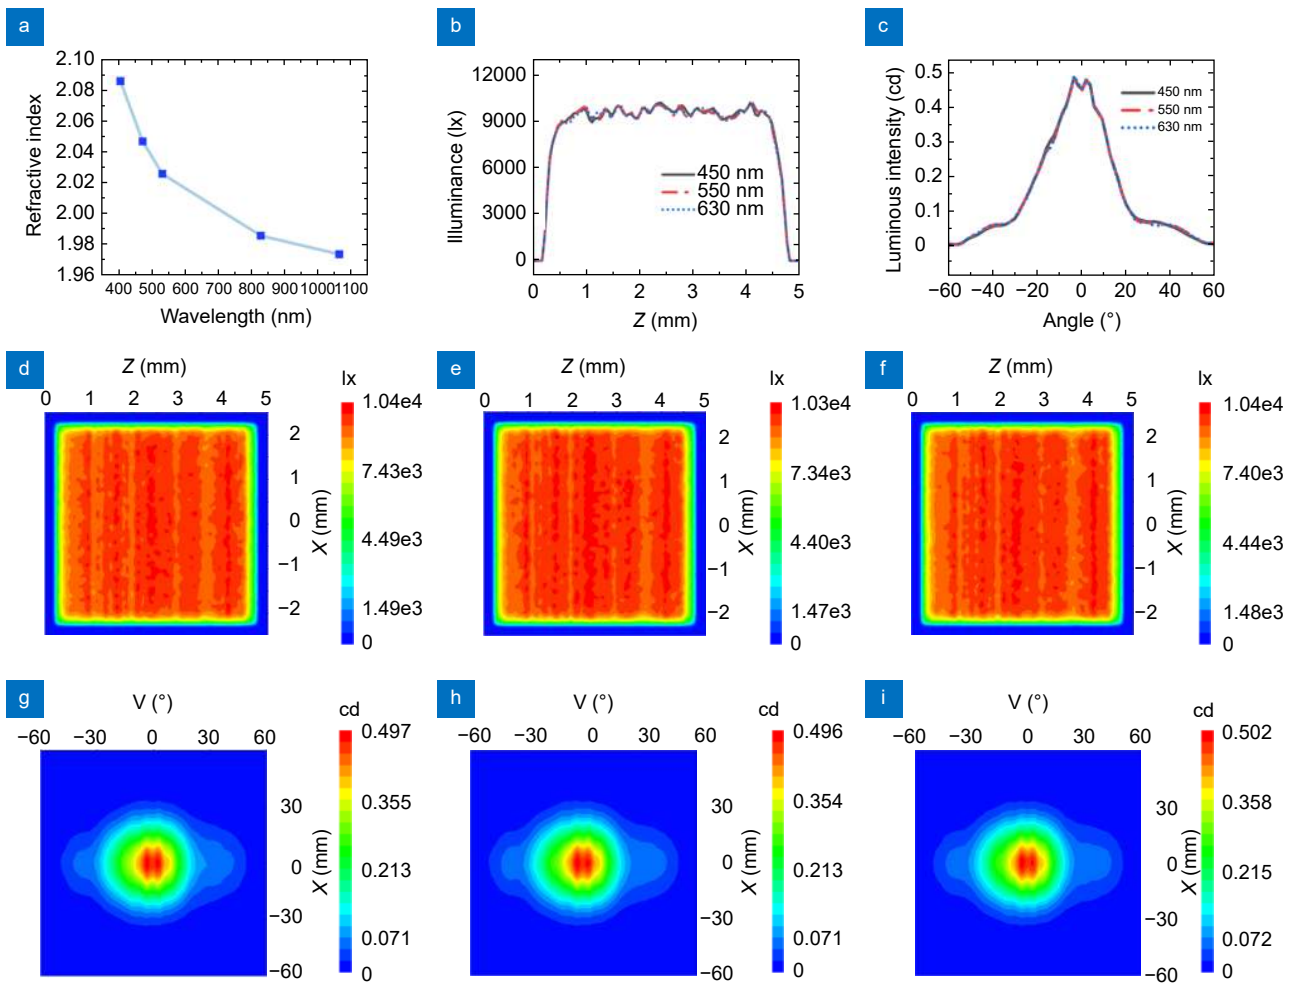 a
2.10
2.08
2.06
2.04
2.02
2.00
1.98
1.96
Refractive index
400 500 600 700 800 900 1000 1100
Wavelength (nm)
b
12000
9000
6000
3000
0
Illuminance (lx)
450 nm
550 nm
630 nm
0 1 2 3 4 5
Z (mm)
c
0.5
0.4
0.3
0.2
0.1
0
Luminous intensity (cd)
450 nm
550 nm
630 nm
−60 −40 −20 0 20 40 60
Angle (°)
d
Z (mm)
0 1 2 3 4 5
2
1
0
−1
−2
X (mm)
lx
1.04e4
7.43e3
4.49e3
1.49e3
0
e
Z (mm)
0 1 2 3 4 5
2
1
0
−1
−2
X (mm)
lx
1.03e4
7.34e3
4.40e3
1.47e3
0
f
Z (mm)
0 1 2 3 4 5
2
1
0
−1
−2
X (mm)
lx
1.04e4
7.40e3
4.44e3
1.48e3
0
g
V (°)
−60 −30 0 30 60
30
0
−30
−60
X (mm)
cd
0.497
0.355
0.213
0.071
0
h
V (°)
−60 −30 0 30 60
30
0
−30
−60
X (mm)
cd
0.496
0.354
0.213
0.071
0
i
V (°)
−60 −30 0 30 60
30
0
−30
−60
X (mm)
cd
0.502
0.358
0.215
0.072
0